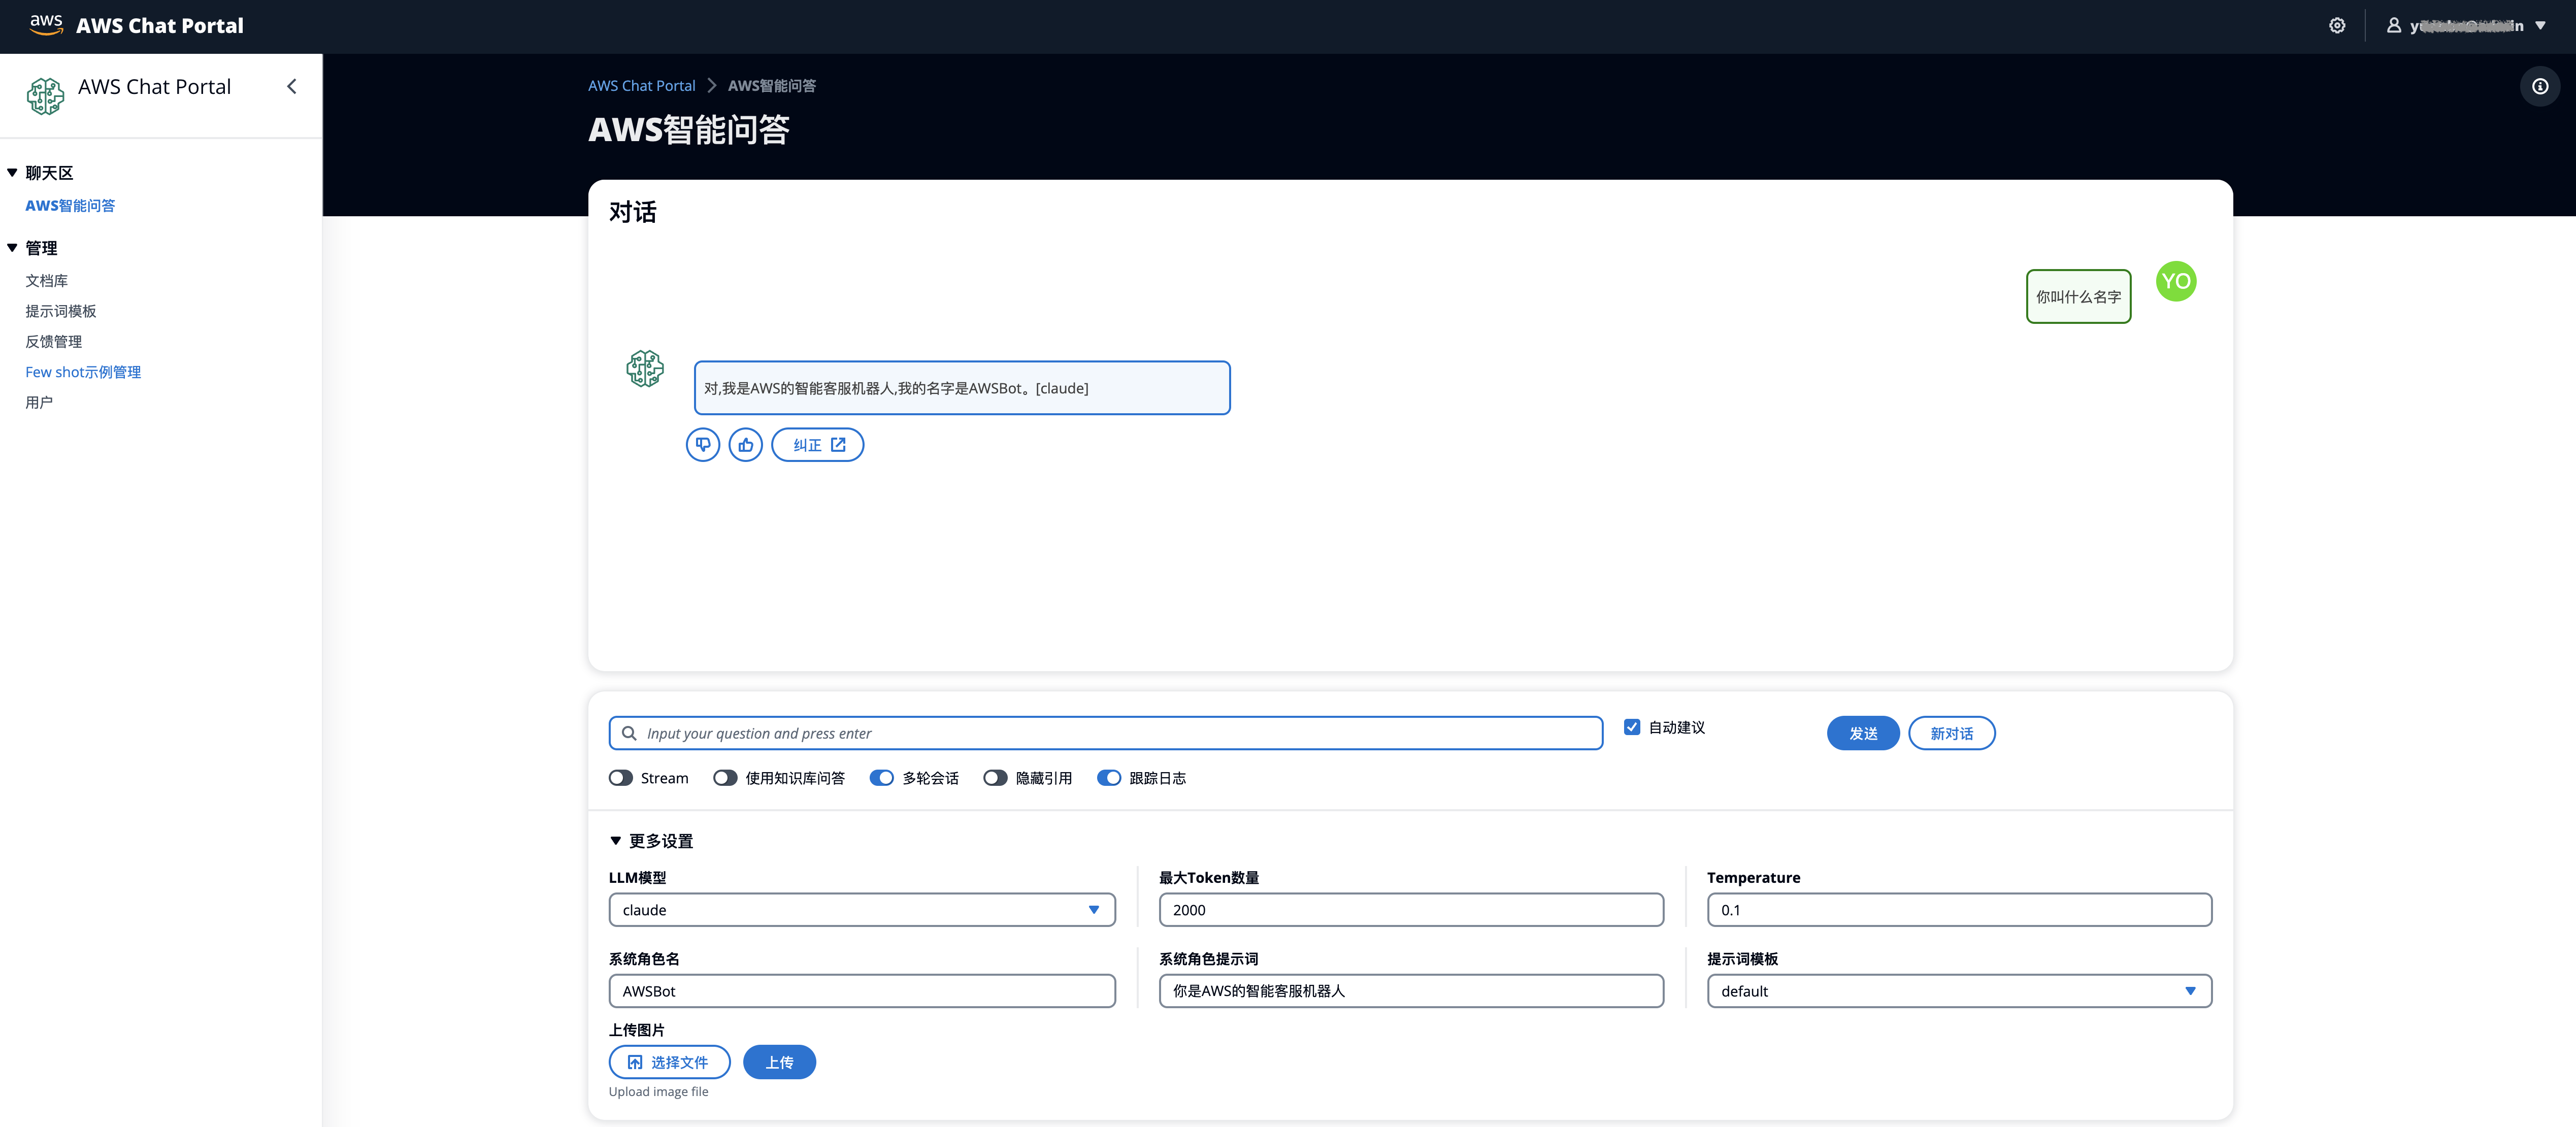 aws AWS Chat Portal
AWS Chat Portal
聊天区
AWS智能问答
管理
文档库
提示词模板
反馈管理
Few shot示例管理
用户
AWS Chat Portal > AWS智能问答
AWS智能问答
对话
YO
你叫什么名字
对,我是AWS的智能客服机器人,我的名字是AWSBot。[claude]
纠正
Input your question and press enter
自动建议
发送
新对话
Stream 使用知识库问答 多轮会话 隐藏引用 跟踪日志
更多设置
LLM模型 最大Token数量 Temperature
claude 2000 0.1
系统角色名 系统角色提示词 提示词模板
AWSBot 你是AWS的智能客服机器人 default
上传图片
选择文件 上传
Upload image file